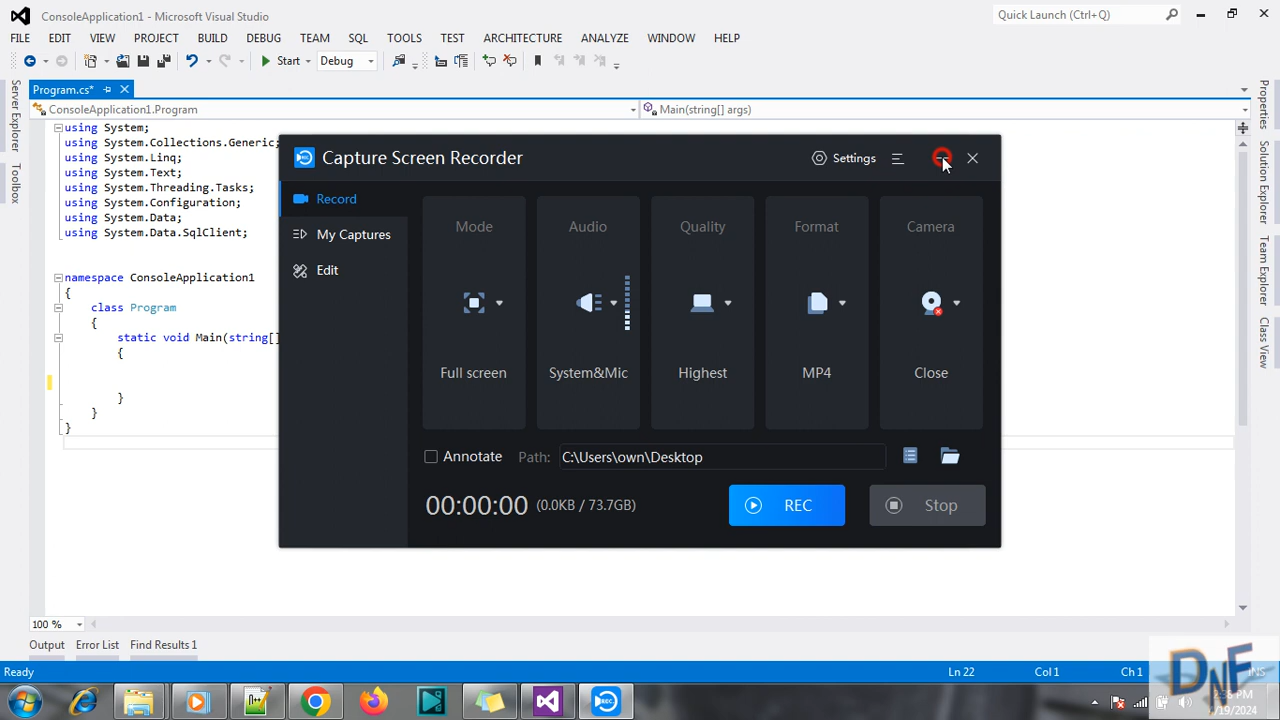 ConsoleApplication1 - Microsoft Visual Studio
Quick Launch (Ctrl+Q)
FILE EDIT VIEW PROJECT BUILD DEBUG TEAM SQL TOOLS TEST ARCHITECTURE ANALYZE WINDOW HELP
Start Debug
Program.cs*
ConsoleApplication1.Program
Main(string[] args)
Server Explorer
Toolbox
Properties
Solution Explorer
Team Explorer
Class View
using System;
using System.Collections.Generic;
using System.Linq;
using System.Text;
using System.Threading.Tasks;
using System.Configuration;
using System.Data;
using System.Data.SqlClient;
namespace ConsoleApplication1
{
class Program
{
static void Main(string[]
{
}
}
}
Capture Screen Recorder
Settings
Record
My Captures
Edit
Mode Audio Quality Format Camera
Full screen System&Mic Highest MP4 Close
Annotate Path: C:\Users\own\Desktop
00:00:00 (0.0KB / 73.7GB) REC Stop
100 %
Output Error List Find Results 1
Ready Ln 22 Col 1 Ch 1 INS
REC
DNF